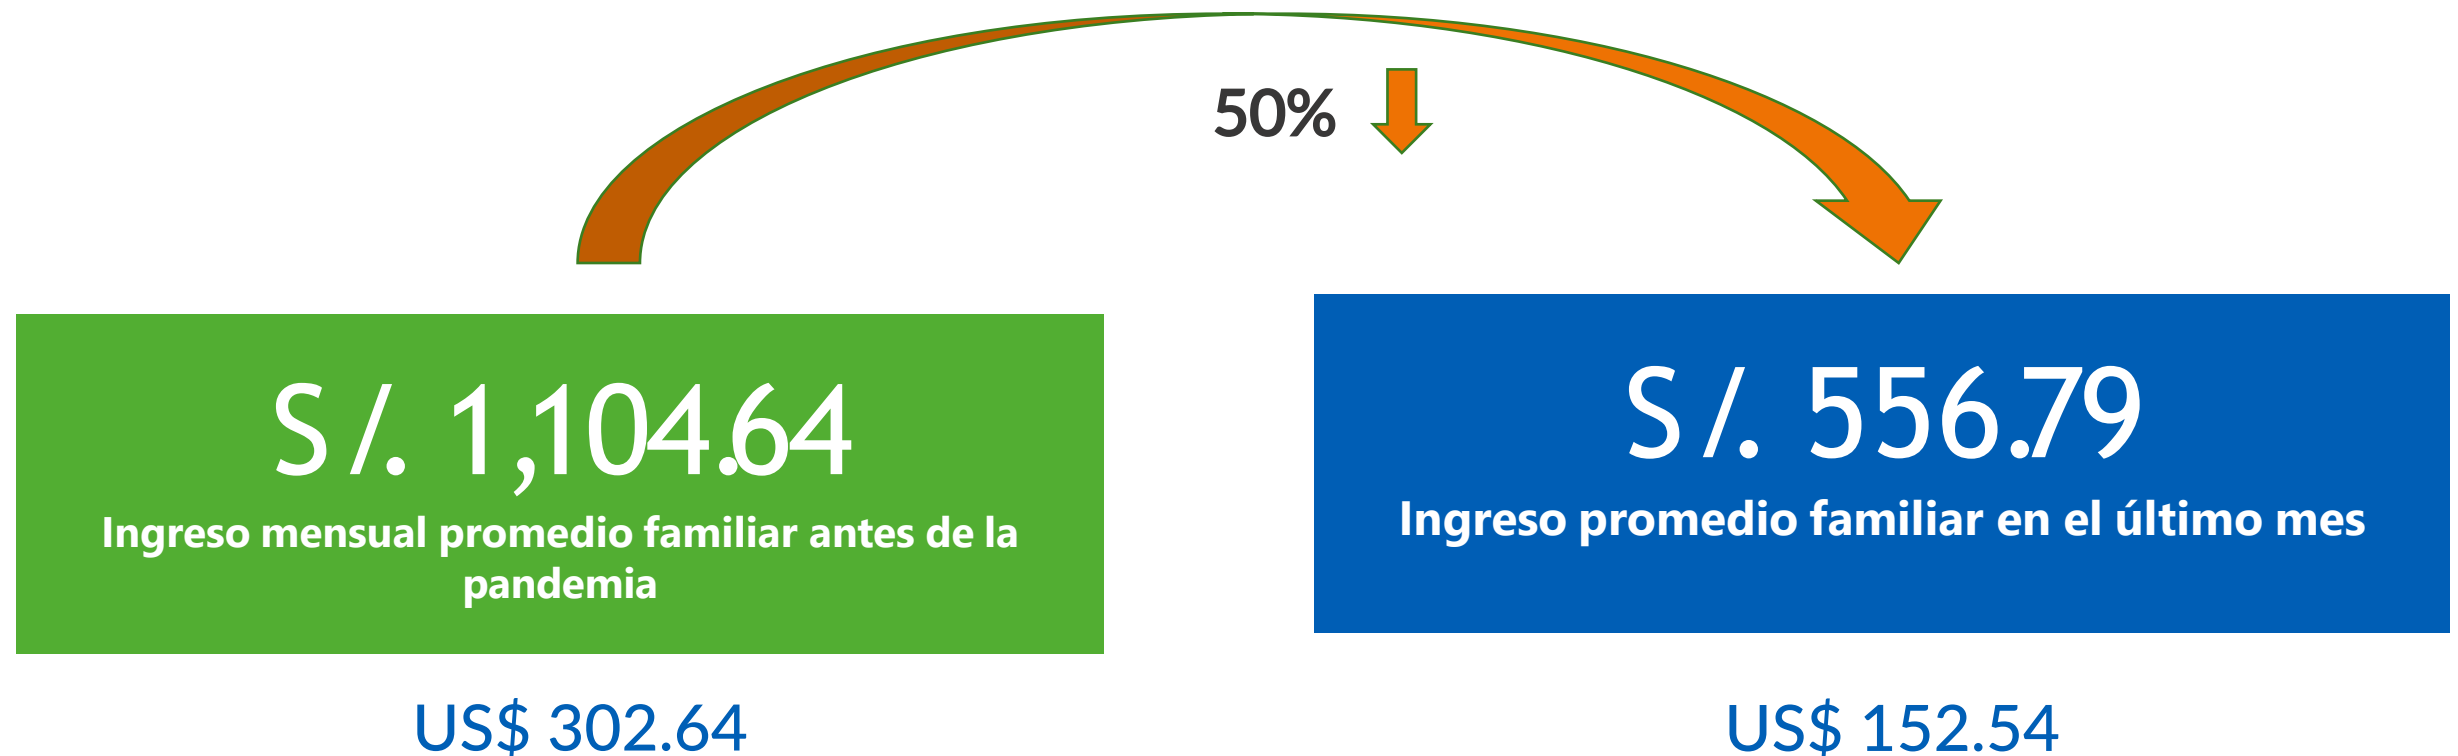 50%
S/. 1,104.64
Ingreso mensual promedio familiar antes de la
pandemia
US$ 302.64
S/. 556.79
Ingreso promedio familiar en el último mes
US$ 152.54